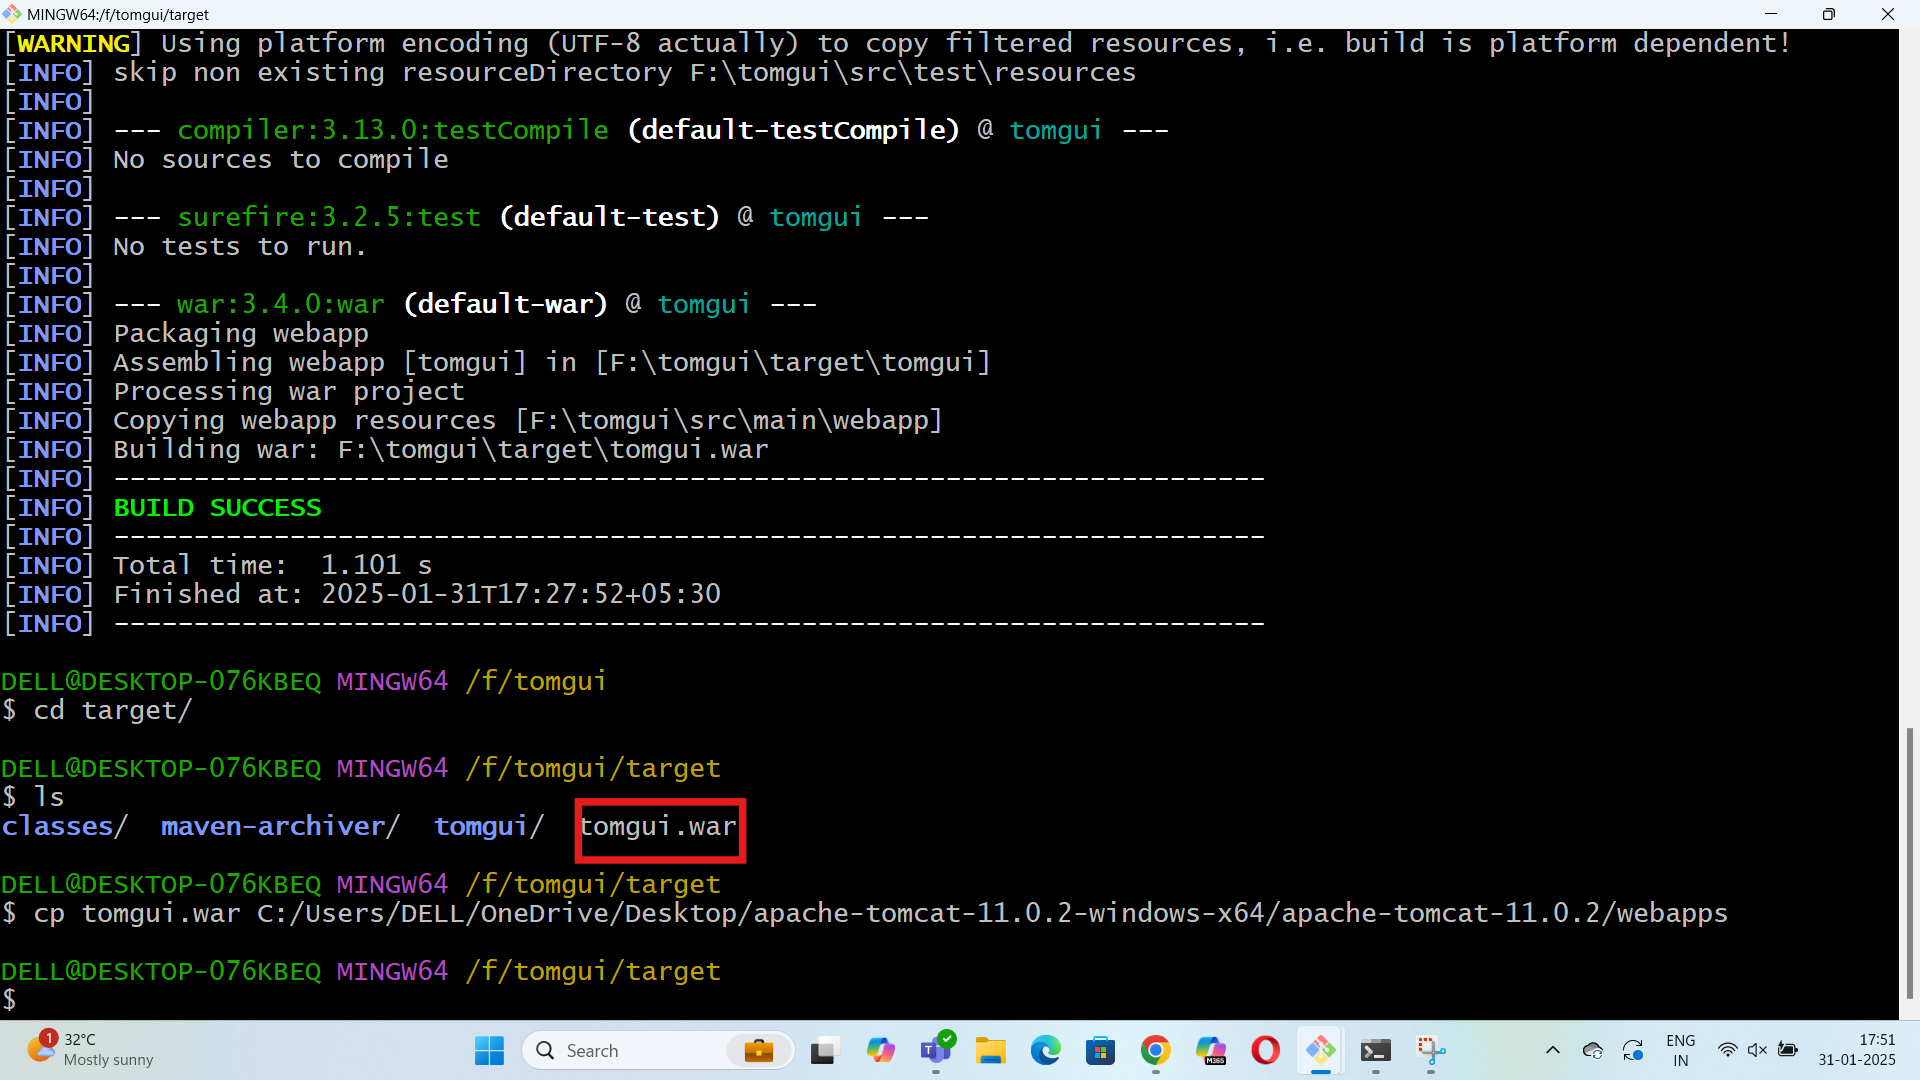 MINGW64:/f/tomgui/target
[WARNING] Using platform encoding (UTF-8 actually) to copy filtered resources, i.e. build is platform dependent!
[INFO] skip non existing resourceDirectory F:\tomgui\src\test\resources
[INFO]
[INFO] --- compiler:3.13.0:testCompile (default-testCompile) @ tomgui ---
[INFO] No sources to compile
[INFO]
[INFO] --- surefire:3.2.5:test (default-test) @ tomgui ---
[INFO] No tests to run.
[INFO]
[INFO] --- war:3.4.0:war (default-war) @ tomgui ---
[INFO] Packaging webapp
[INFO] Assembling webapp [tomgui] in [F:\tomgui\target\tomgui]
[INFO] Processing war project
[INFO] Copying webapp resources [F:\tomgui\src\main\webapp]
[INFO] Building war: F:\tomgui\target\tomgui.war
[INFO] ------------------------------------------------------------------------
[INFO] BUILD SUCCESS
[INFO] ------------------------------------------------------------------------
[INFO] Total time:  1.101 s
[INFO] Finished at: 2025-01-31T17:27:52+05:30
[INFO] ------------------------------------------------------------------------
DELL@DESKTOP-076KBEQ MINGW64 /f/tomgui
$ cd target/
DELL@DESKTOP-076KBEQ MINGW64 /f/tomgui/target
$ ls
classes/  maven-archiver/  tomgui/  tomgui.war
DELL@DESKTOP-076KBEQ MINGW64 /f/tomgui/target
$ cp tomgui.war C:/Users/DELL/OneDrive/Desktop/apache-tomcat-11.0.2-windows-x64/apache-tomcat-11.0.2/webapps
DELL@DESKTOP-076KBEQ MINGW64 /f/tomgui/target
$
1
32°C
Mostly sunny
Search
T
M365
ENG
IN
17:51
31-01-2025